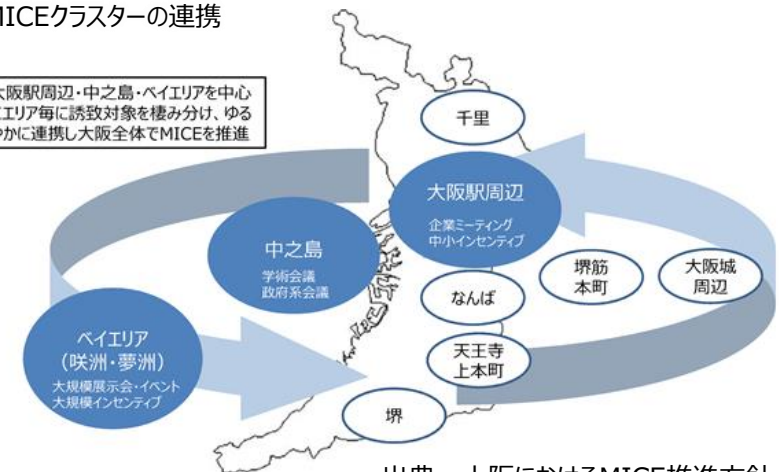 MICEクラスターの連携
大阪駅周辺・中之島・ベイエリアを中心
エリア毎に誘致対象を棲み分け、ゆる
やかに連携し大阪全体でMICEを推進
千里
大阪駅周辺
企業ミーティング
中小インセンティブ
中之島
学術会議
政府系会議
堺筋
本町
大阪城
周辺
なんば
ベイエリア
(咲洲・夢洲)
大規模展示会・イベント
大規模インセンティブ
天王寺
上本町
堺
出典 大阪におけるMICE推進方針